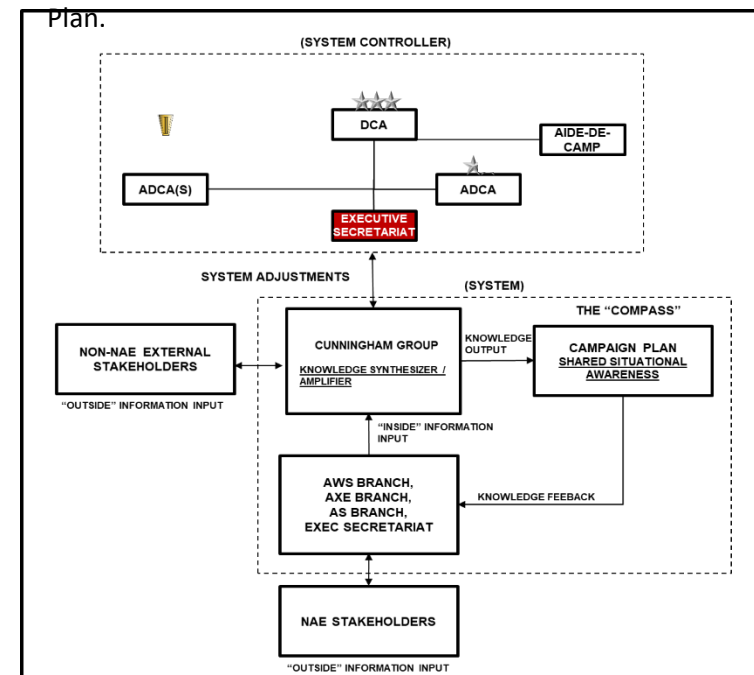 Plan.
(SYSTEM CONTROLLER)
DCA
AIDE-DE-
CAMP
ADCA(S)
ADCA
EXECUTIVE
SECRETARIAT
SYSTEM ADJUSTMENTS
(SYSTEM)
THE “COMPASS”
NON-NAE EXTERNAL
STAKEHOLDERS
“OUTSIDE” INFORMATION INPUT
CUNNINGHAM GROUP
KNOWLEDGE SYNTHESIZER /
AMPLIFIER
KNOWLEDGE
OUTPUT
CAMPAIGN PLAN
SHARED SITUATIONAL
AWARENESS
“INSIDE” INFORMATION
INPUT
AWS BRANCH,
AXE BRANCH,
AS BRANCH,
EXEC SECRETARIAT
KNOWLEDGE FEEBACK
NAE STAKEHOLDERS
“OUTSIDE” INFORMATION INPUT